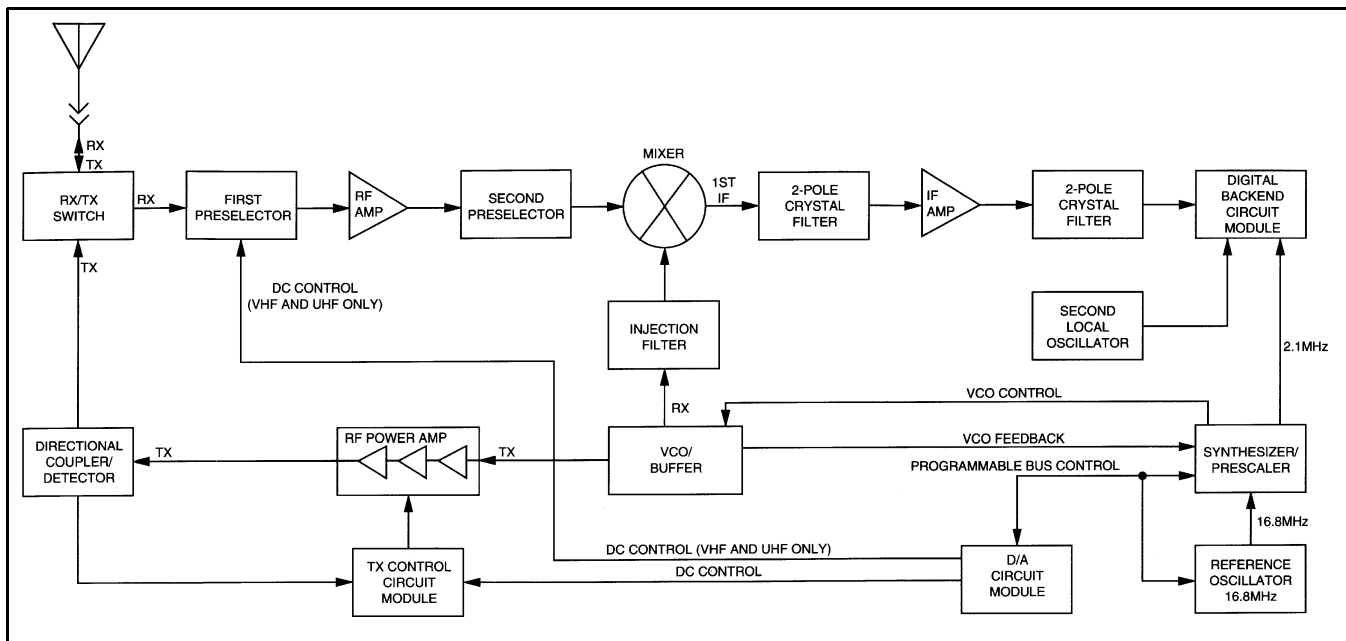 RX
TX
RX/TX
SWITCH
RX
FIRST
PRESELECTOR
RF
AMP
SECOND
PRESELECTOR
MIXER
1ST
IF
2-POLE
CRYSTAL
FILTER
IF
AMP
2-POLE
CRYSTAL
FILTER
DIGITAL
BACKEND
CIRCUIT
MODULE
TX
DC CONTROL
(VHF AND UHF ONLY)
INJECTION
FILTER
SECOND
LOCAL
OSCILLATOR
2.1MHz
RX
VCO CONTROL
DIRECTIONAL
COUPLER/
DETECTOR
TX
RF POWER AMP
TX
VCO/
BUFFER
VCO FEEDBACK
SYNTHESIZER/
PRESCALER
PROGRAMMABLE BUS CONTROL
16.8MHz
TX CONTROL
CIRCUIT
MODULE
DC CONTROL (VHF AND UHF ONLY)
DC CONTROL
D/A
CIRCUIT
MODULE
REFERENCE
OSCILLATOR
16.8MHz